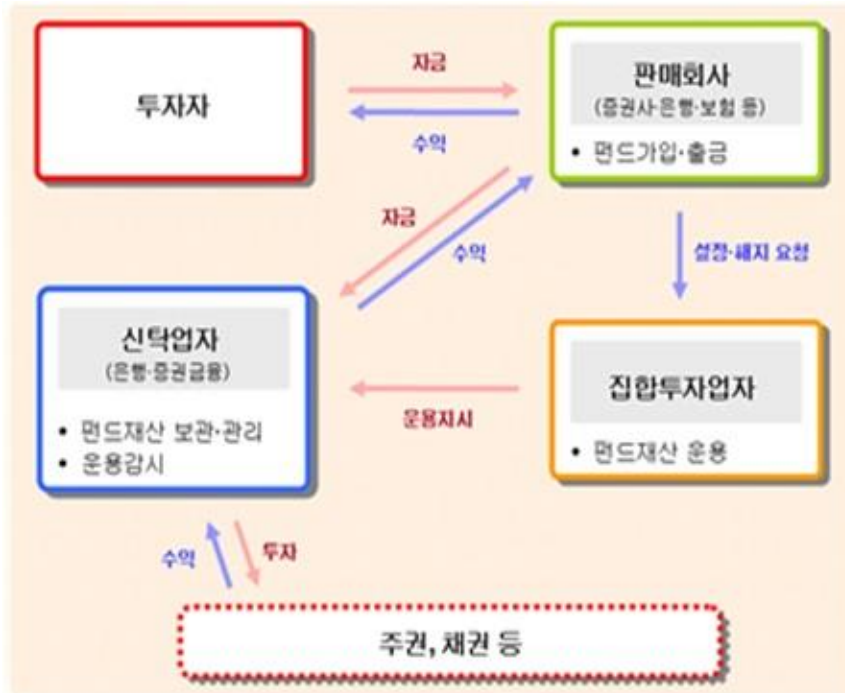 투자자
자금
수익
판매회사
(증권사·은행·보험 등)
• 펀드가입·출금
자금
수익
설정·해지 요청
신탁업자
(은행·증권금융)
• 펀드재산 보관·관리
• 운용감시
운용지시
집합투자업자
• 펀드재산 운용
수익
투자
주권, 채권 등